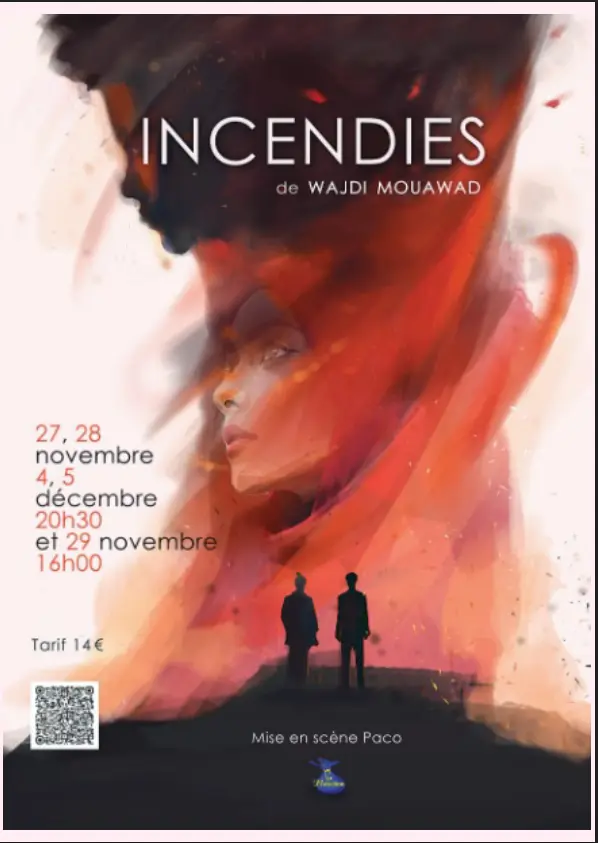 INCENDIES
de WAJDI MOUAWAD
27, 28
novembre
4, 5
décembre
20h30
et 29 novembre
16h00
Tarif 14€
Mise en scène Paco